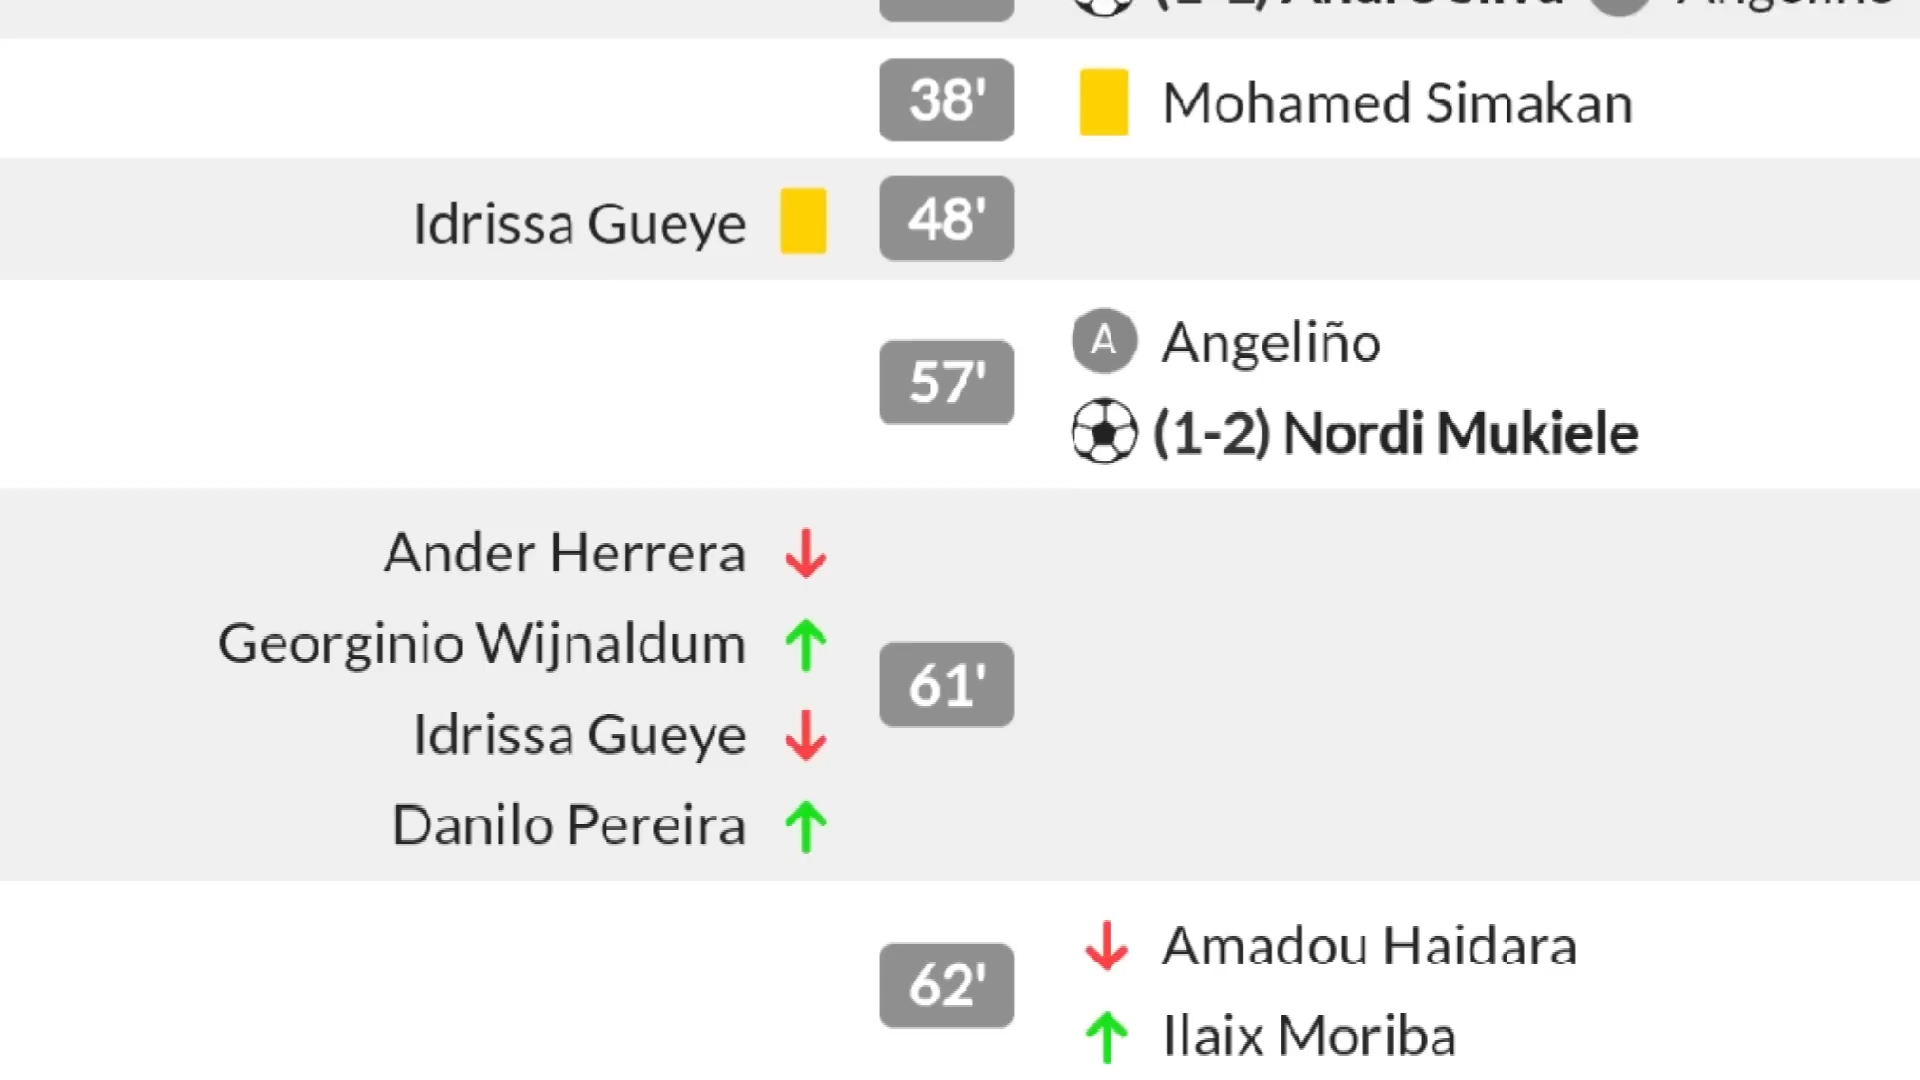 38' Mohamed Simakan
Idrissa Gueye 48'
A Angeliño
57'
(1-2) Nordi Mukiele
Ander Herrera
Georginio Wijnaldum
61'
Idrissa Gueye
Danilo Pereira
Amadou Haidara
62'
Ilaix Moriba